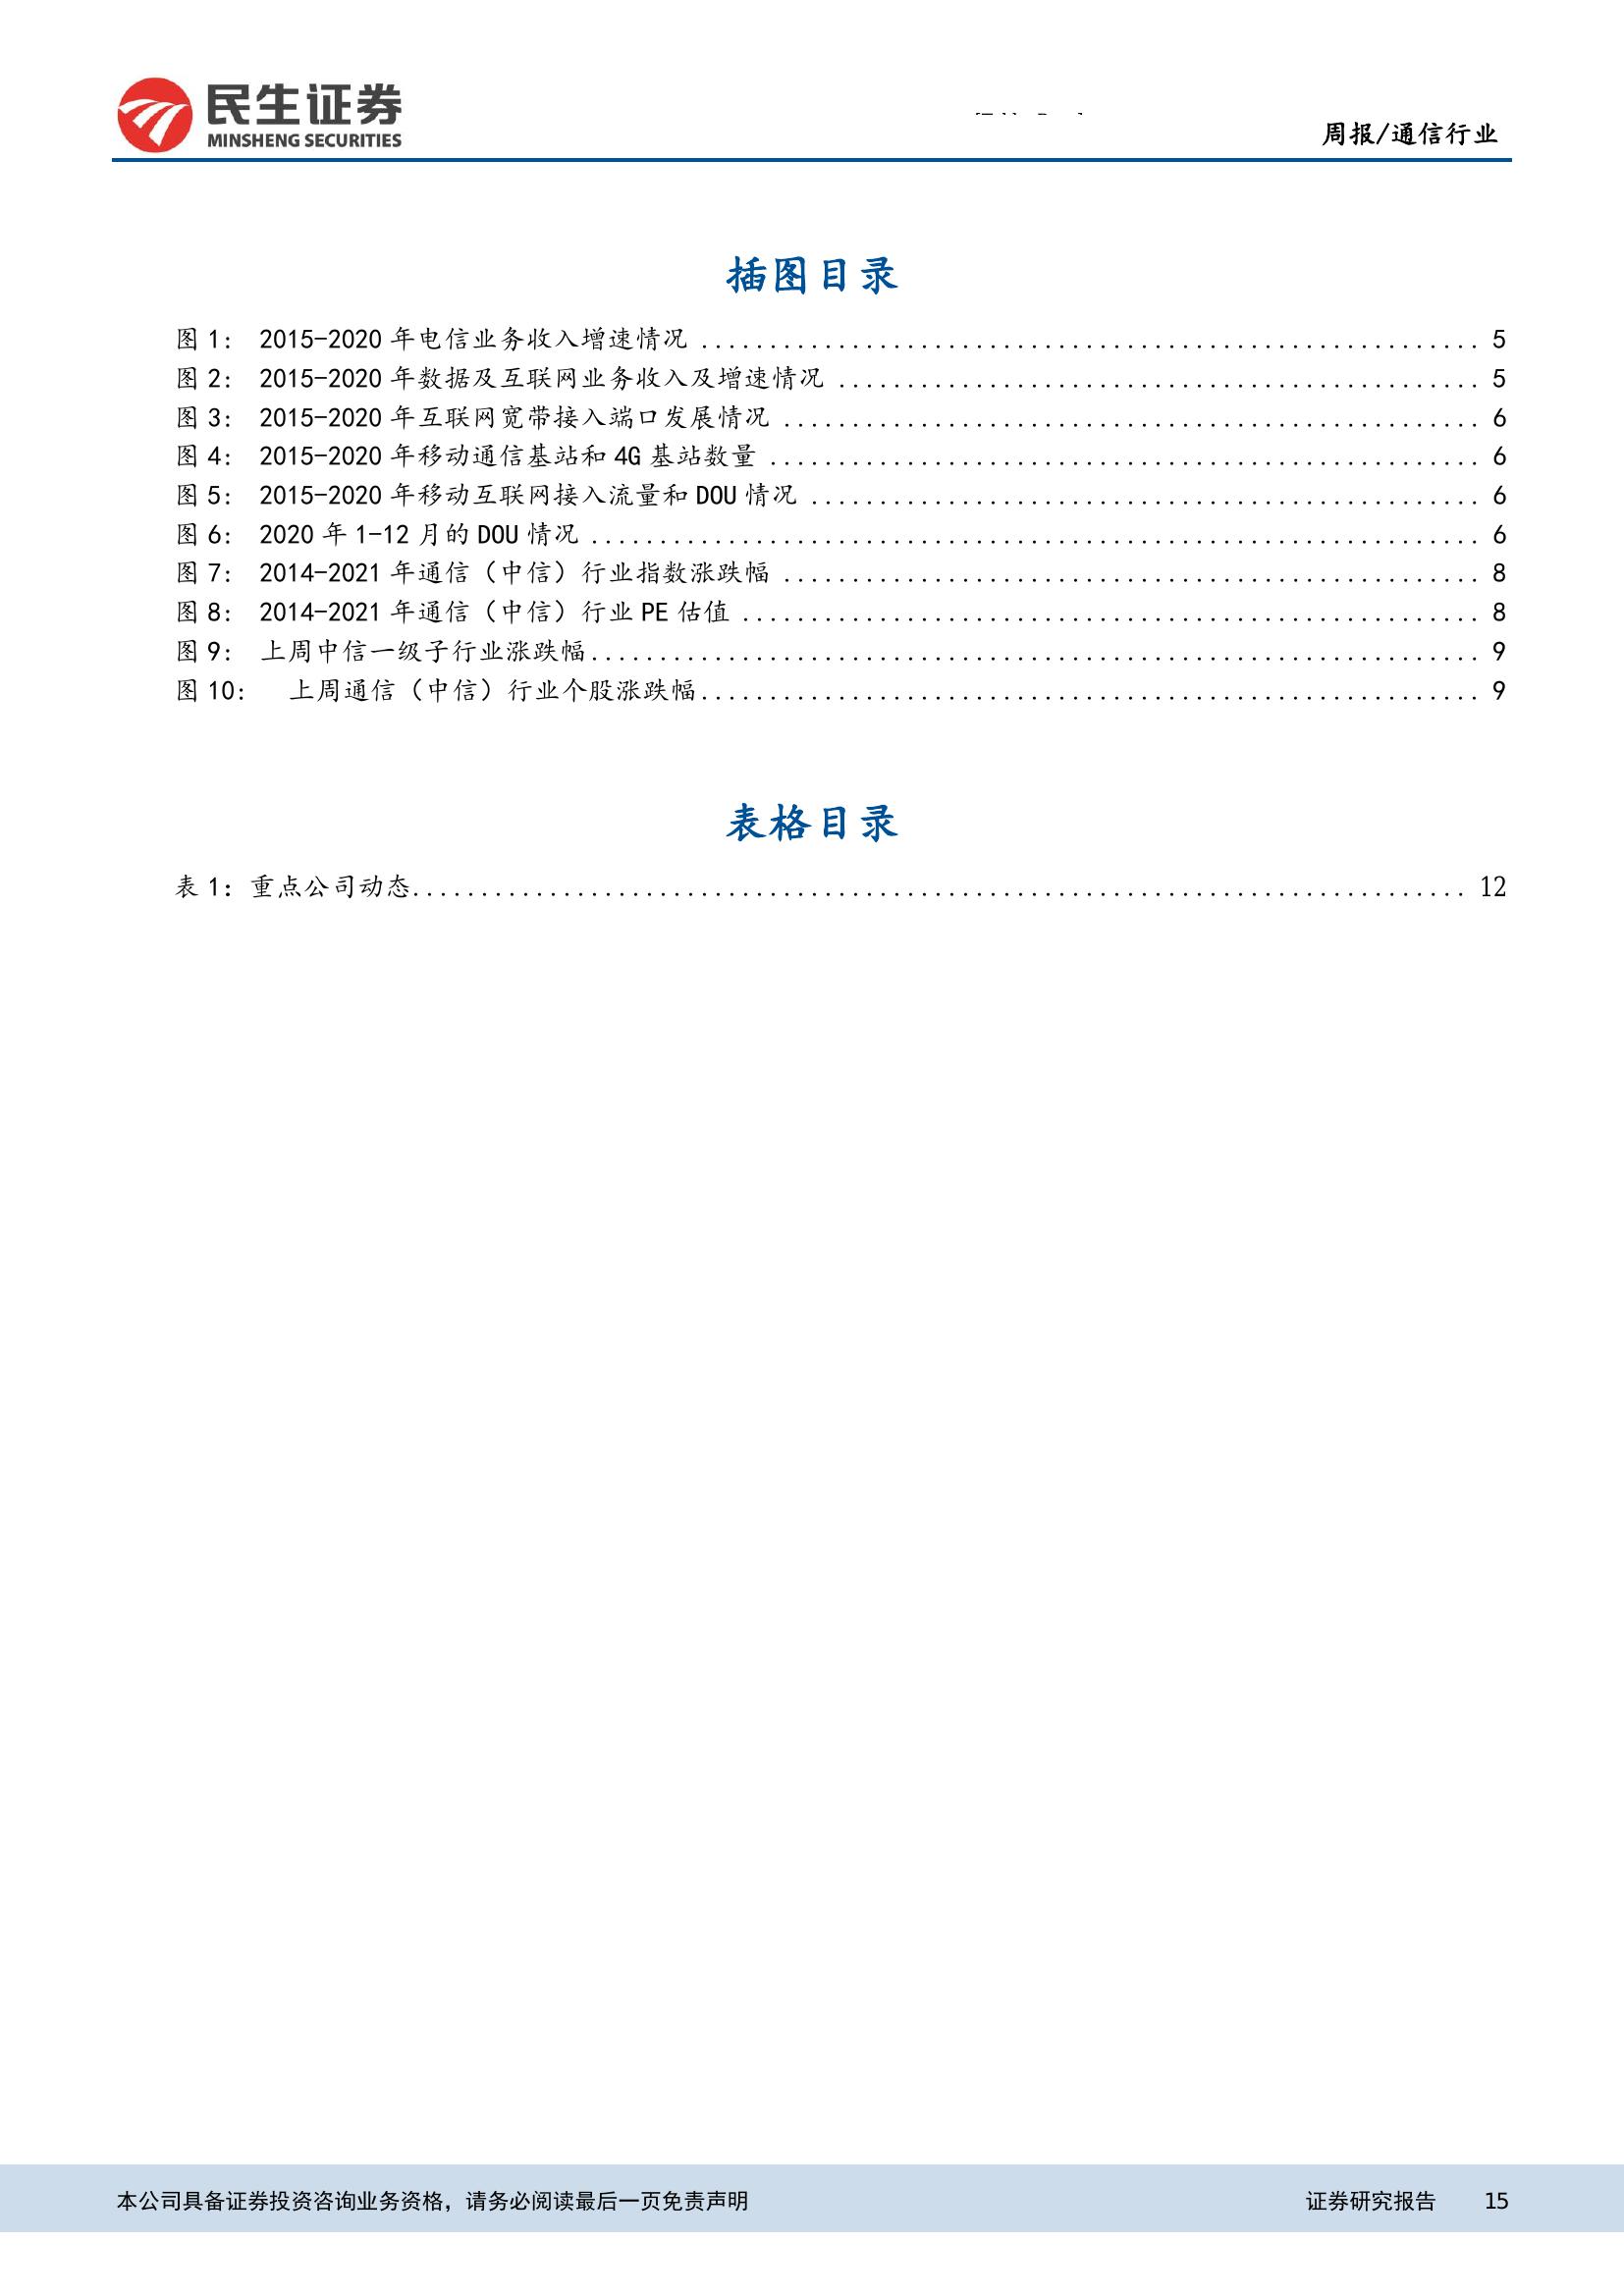 民生证券
MINSHENG SECURITIES
周报/通信行业
插图目录
图 1: 2015-2020 年电信业务收入增速情况 ........................................................ 5
图 2: 2015-2020 年数据及互联网业务收入及增速情况 .............................................. 5
图 3: 2015-2020 年互联网宽带接入端口发展情况 .................................................. 6
图 4: 2015-2020 年移动通信基站和 4G 基站数量 ................................................... 6
图 5: 2015-2020 年移动互联网接入流量和 DOU 情况 ................................................ 6
图 6: 2020 年 1-12 月的 DOU 情况 ................................................................ 6
图 7: 2014-2021 年通信（中信）行业指数涨跌幅 .................................................. 8
图 8: 2014-2021 年通信（中信）行业 PE 估值 ..................................................... 8
图 9: 上周中信一级子行业涨跌幅................................................................ 9
图 10: 上周通信（中信）行业个股涨跌幅........................................................ 9
表格目录
表 1: 重点公司动态............................................................................ 12
本公司具备证券投资咨询业务资格，请务必阅读最后一页免责声明 证券研究报告 15